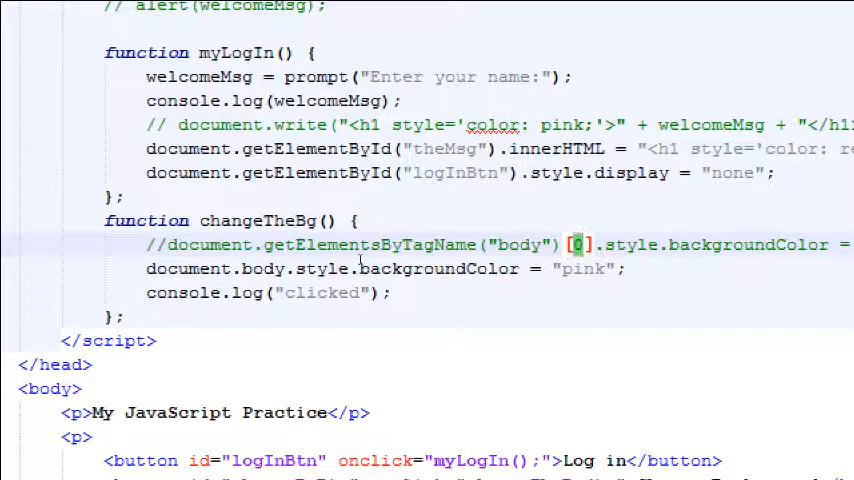 // alert(welcomeMsg);
function myLogIn() {
welcomeMsg = prompt("Enter your name:");
console.log(welcomeMsg);
// document.write("<h1 style='color: pink;'>" + welcomeMsg + "</h1
document.getElementById("theMsg").innerHTML = "<h1 style='color: re
document.getElementById("logInBtn").style.display = "none";
};
function changeTheBg() {
//document.getElementsByTagName("body")[0].style.backgroundColor =
document.body.style.backgroundColor = "pink";
console.log("clicked");
};
</script>
</head>
<body>
<p>My JavaScript Practice</p>
<p>
<button id="logInBtn" onclick="myLogIn();">Log in</button>